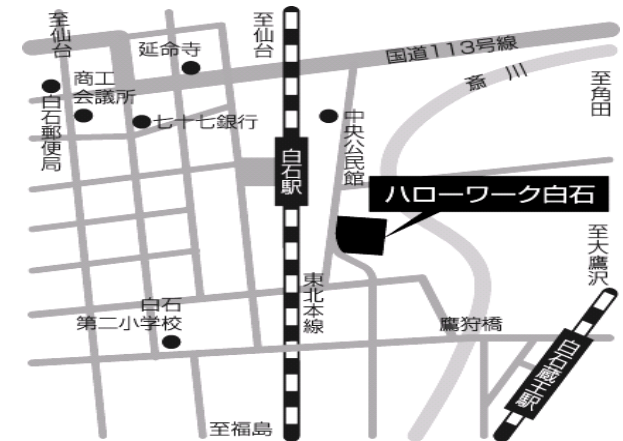 至仙台
至仙台
延命寺
国道113号線
斎川
至角田
商工
会議所
白石郵便局
七十七銀行
中央公民館
白石駅
ハローワーク白石
至大鷹沢
東北本線
白石
第二小学校
鷹狩橋
白石蔵王駅
至福島